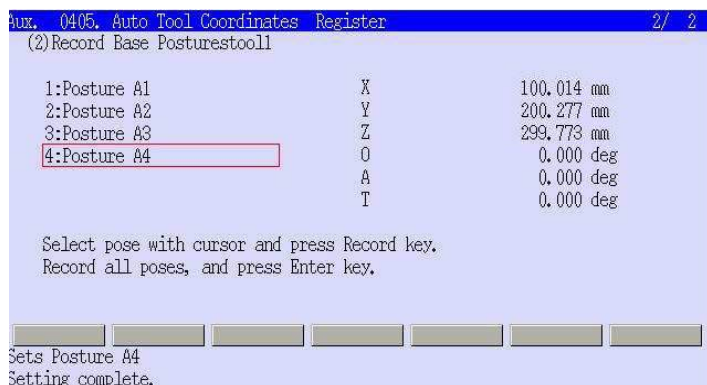 Aux. 0405. Auto Tool Coordinates Register 2/ 2
(2)Record Base Posturestool1
1:Posture A1 X 100.014 mm
2:Posture A2 Y 200.277 mm
3:Posture A3 Z 299.773 mm
4:Posture A4 O 0.000 deg
A 0.000 deg
T 0.000 deg
Select pose with cursor and press Record key.
Record all poses, and press Enter key.
Sets Posture A4
Setting complete.